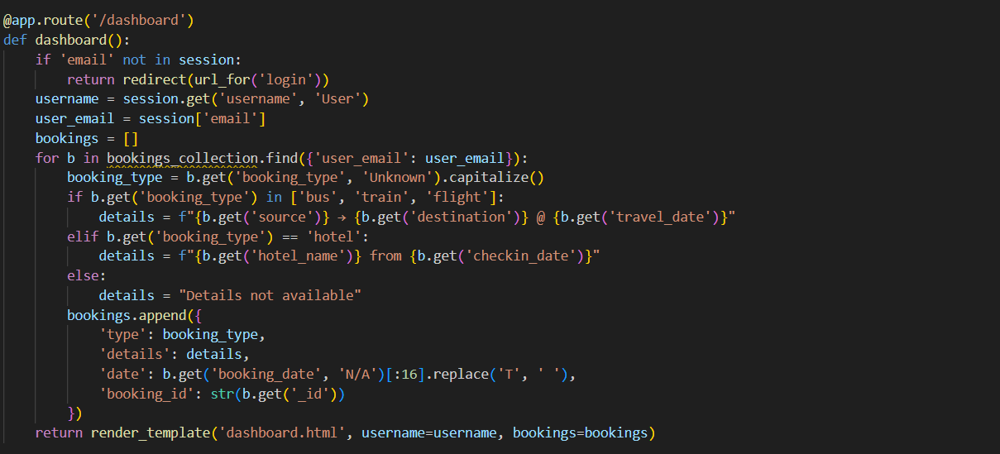 @app.route('/dashboard')
def dashboard():
    if 'email' not in session:
        return redirect(url_for('login'))
    username = session.get('username', 'User')
    user_email = session['email']
    bookings = []
    for b in bookings_collection.find({'user_email': user_email}):
        booking_type = b.get('booking_type', 'Unknown').capitalize()
        if b.get('booking_type') in ['bus', 'train', 'flight']:
            details = f"{b.get('source')} → {b.get('destination')} @ {b.get('travel_date')}"
        elif b.get('booking_type') == 'hotel':
            details = f"{b.get('hotel_name')} from {b.get('checkin_date')}"
        else:
            details = "Details not available"
        bookings.append({
            'type': booking_type,
            'details': details,
            'date': b.get('booking_date', 'N/A')[:16].replace('T', ' '),
            'booking_id': str(b.get('_id'))
        })
    return render_template('dashboard.html', username=username, bookings=bookings)